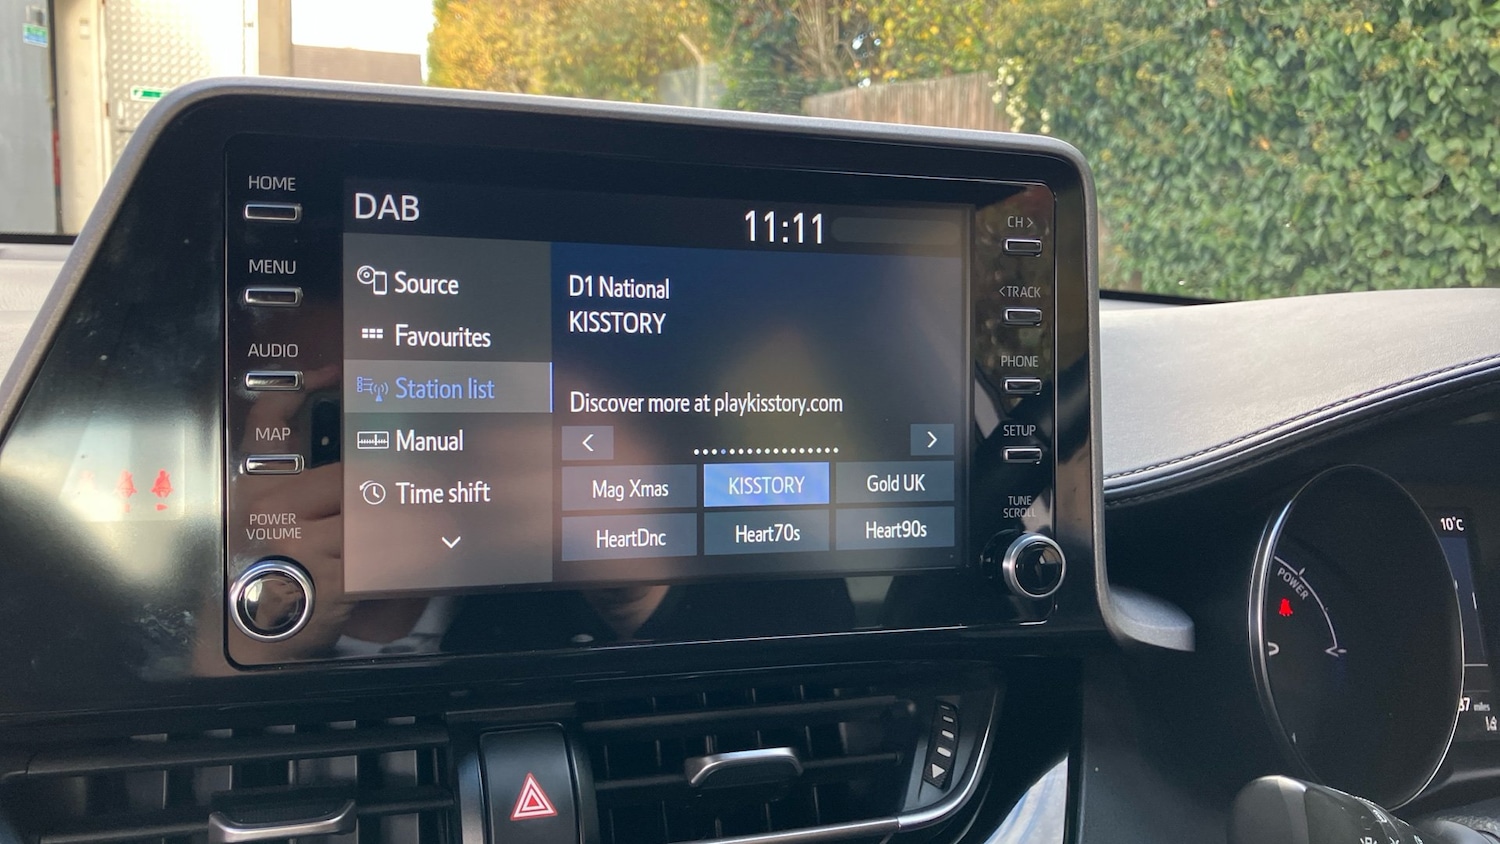 HOME
MENU
AUDIO
MAP
POWER
VOLUME
DAB
11:11
Source
Favourites
Station list
Manual
Time shift
D1 National
KISSTORY
Discover more at playkisstory.com
<
>
Mag Xmas
KISSTORY
Gold UK
HeartDnc
Heart70s
Heart90s
CH >
< TRACK
PHONE
SETUP
TUNE
SCROLL
10°C
POWER
37 miles